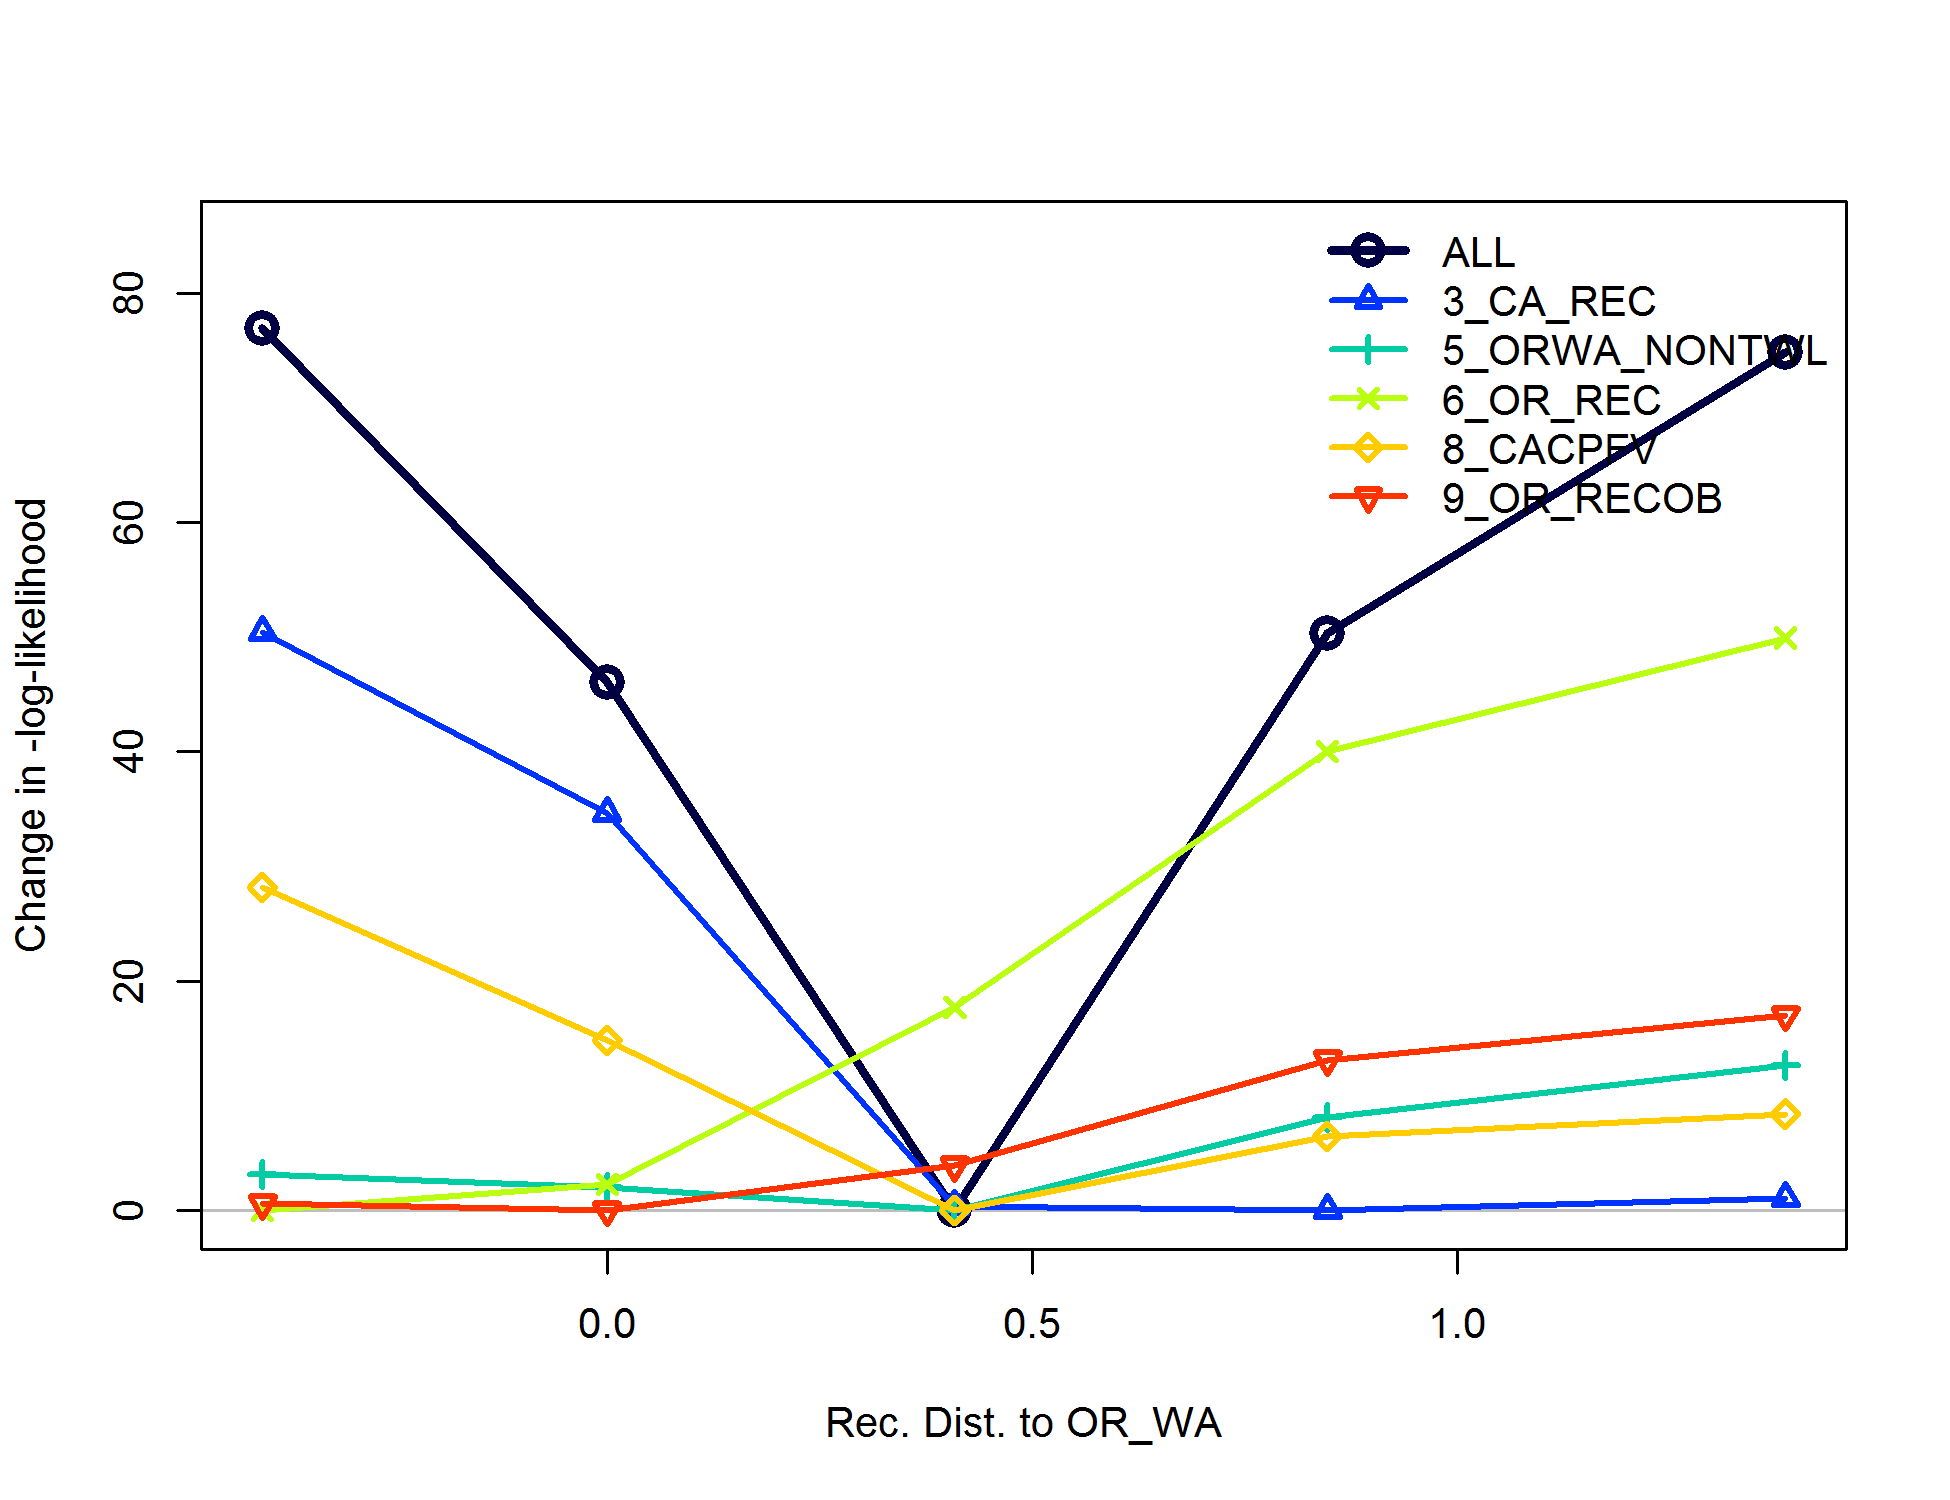 ALL
3_CA_REC
5_ORWA_NONTWL
6_OR_REC
8_CACPFV
9_OR_RECOB
80
60
40
20
0
Change in -log-likelihood
0.0 0.5 1.0
Rec. Dist. to OR_WA